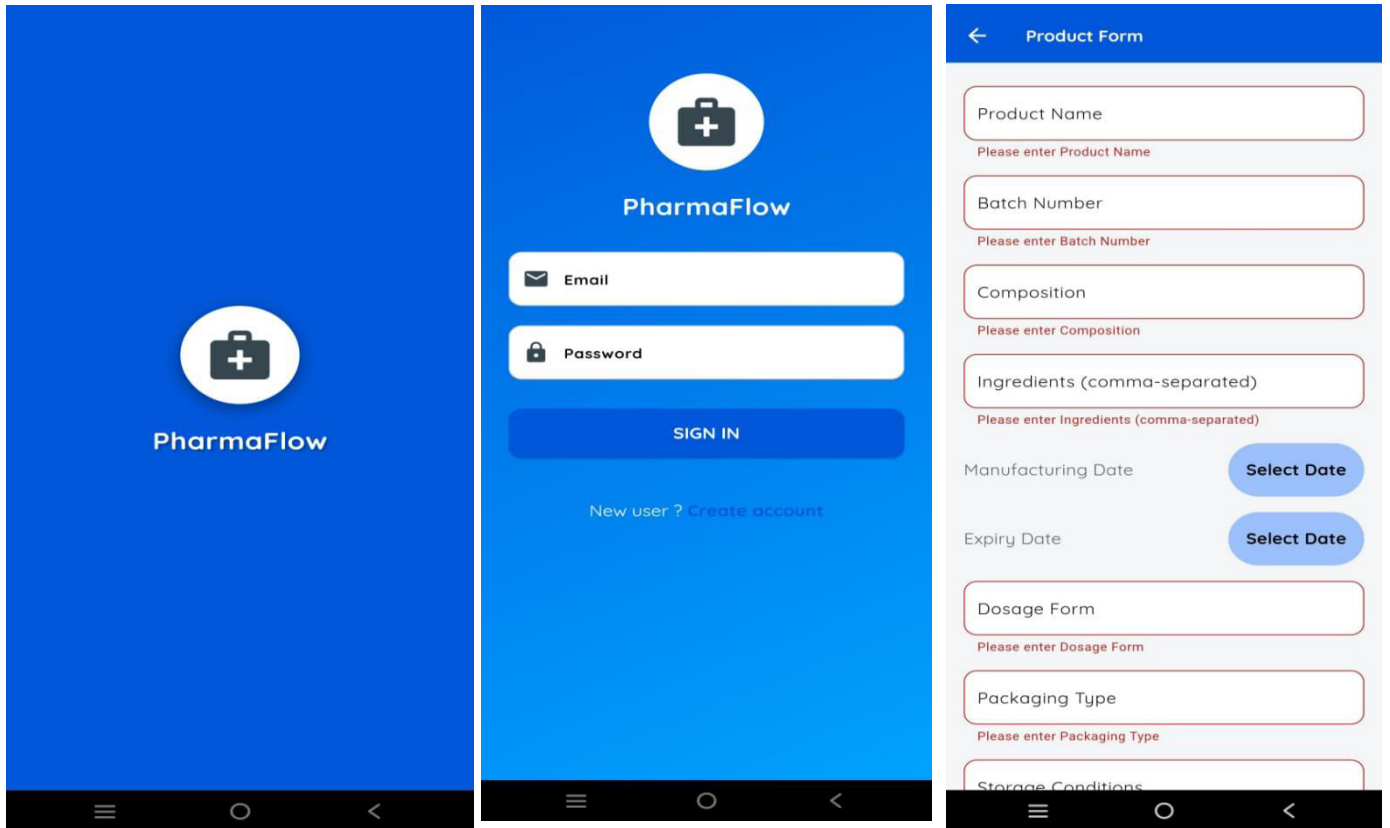 PharmaFlow
PharmaFlow
Email
Password
SIGN IN
New user ? Create account
Product Form
Product Name
Please enter Product Name
Batch Number
Please enter Batch Number
Composition
Please enter Composition
Ingredients (comma-separated)
Please enter Ingredients (comma-separated)
Manufacturing Date Select Date
Expiry Date Select Date
Dosage Form
Please enter Dosage Form
Packaging Type
Please enter Packaging Type
Storage Conditions